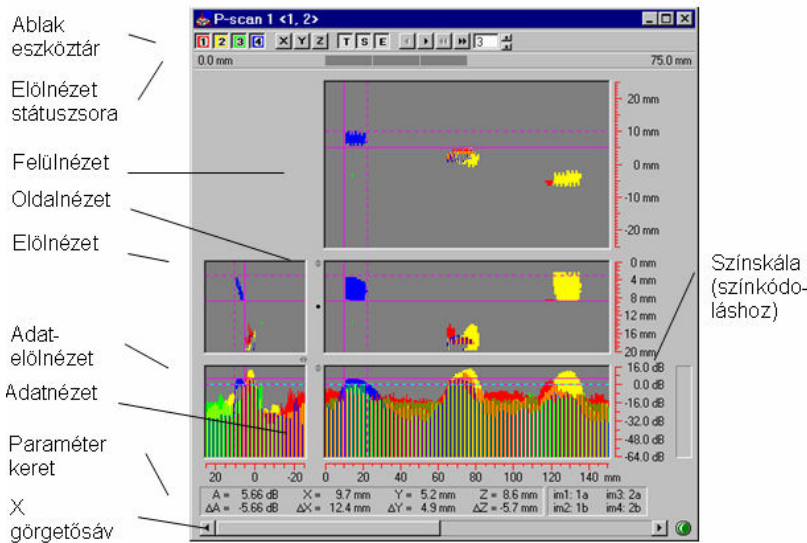 P-scan 1 <1, 2>
1 2 3 4 X Y Z T S E 3
0.0 mm 75.0 mm
Ablak
eszköztár
Elölnézet
státuszsora
Felülnézet
Oldalnézet
Elölnézet
Adat-
elölnézet
Adatnézet
Paraméter
keret
X
görgetősáv
Színskála
(színkódo-
láshoz)
20 mm
10 mm
0 mm
-10 mm
-20 mm
0 mm
4 mm
8 mm
12 mm
16 mm
20 mm
16.0 dB
0.0 dB
-16.0 dB
-32.0 dB
-48.0 dB
-64.0 dB
20 0 -20 0 20 40 60 80 100 120 140 mm
A = 5.66 dB X = 9.7 mm Y = 5.2 mm Z = 8.6 mm im1: 1a im3: 2a
ΔA = -5.66 dB ΔX = 12.4 mm ΔY = 4.9 mm ΔZ = -5.7 mm im2: 1b im4: 2b